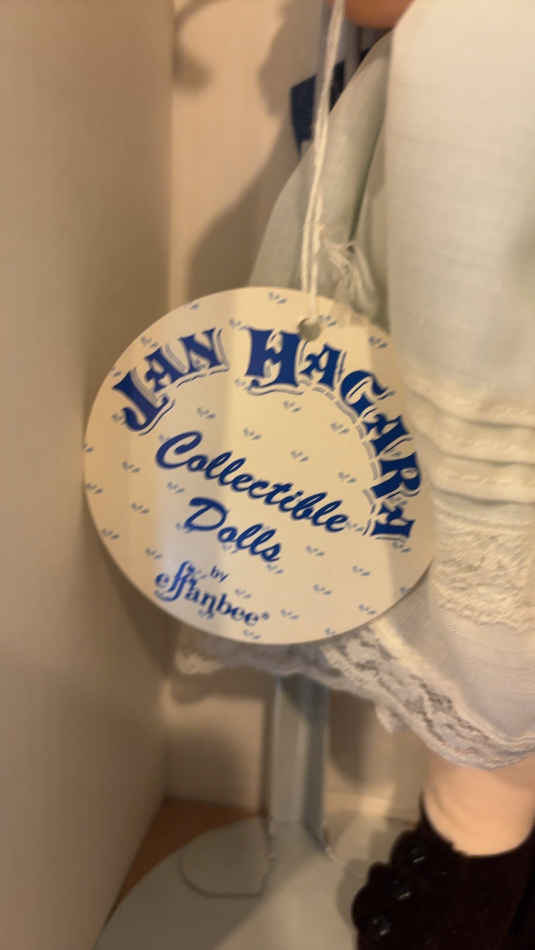 JAN HAGARA
Collectible
Dolls
by
effanbee®